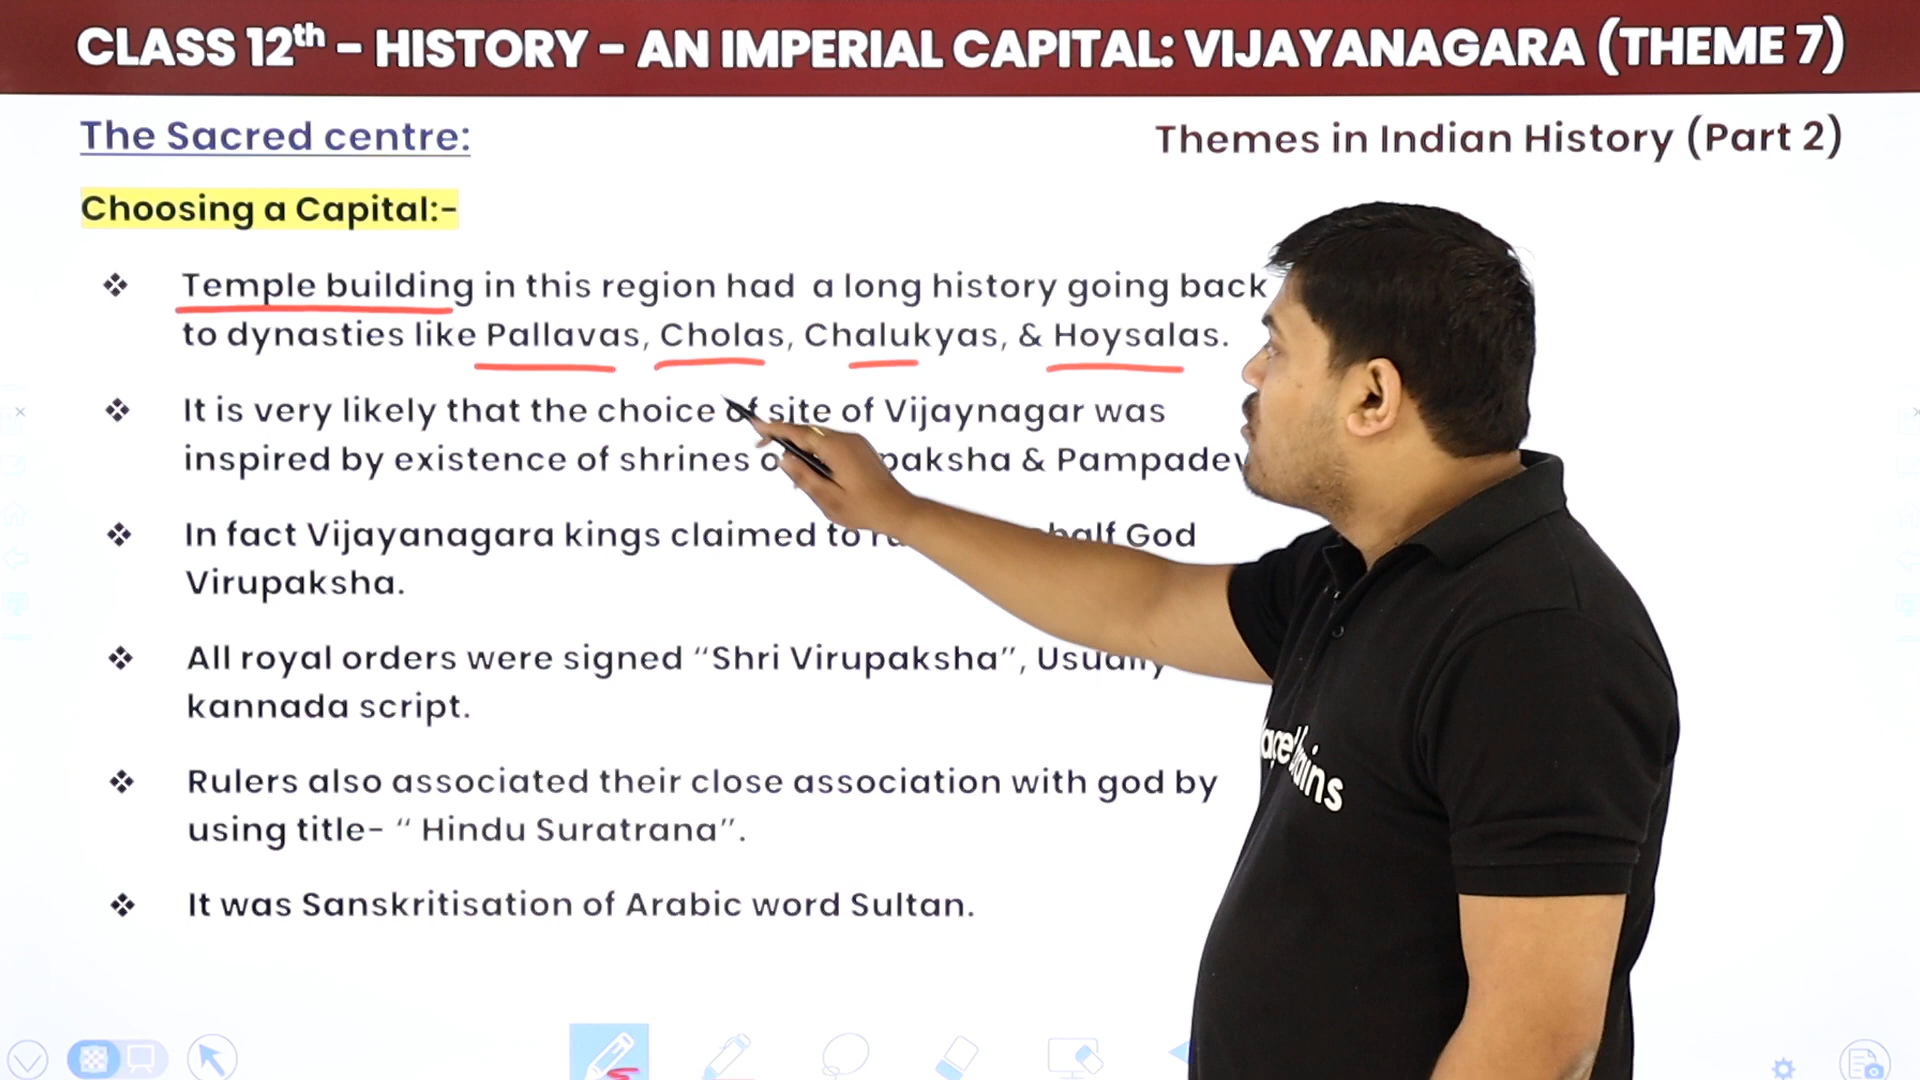 CLASS 12th - HISTORY - AN IMPERIAL CAPITAL: VIJAYANAGARA (THEME 7)
The Sacred centre:
Themes in Indian History (Part 2)
Choosing a Capital:-
❖ Temple building in this region had a long history going back
to dynasties like Pallavas, Cholas, Chalukyas, & Hoysalas.
❖ It is very likely that the choice of site of Vijaynagar was
inspired by existence of shrines & Pampadev
❖ In fact Vijayanagara kings claimed to half God
Virupaksha.
❖ All royal orders were signed “Shri Virupaksha”, Usually
kannada script.
❖ Rulers also associated their close association with god by
using title- “ Hindu Suratrana”.
❖ It was Sanskritisation of Arabic word Sultan.